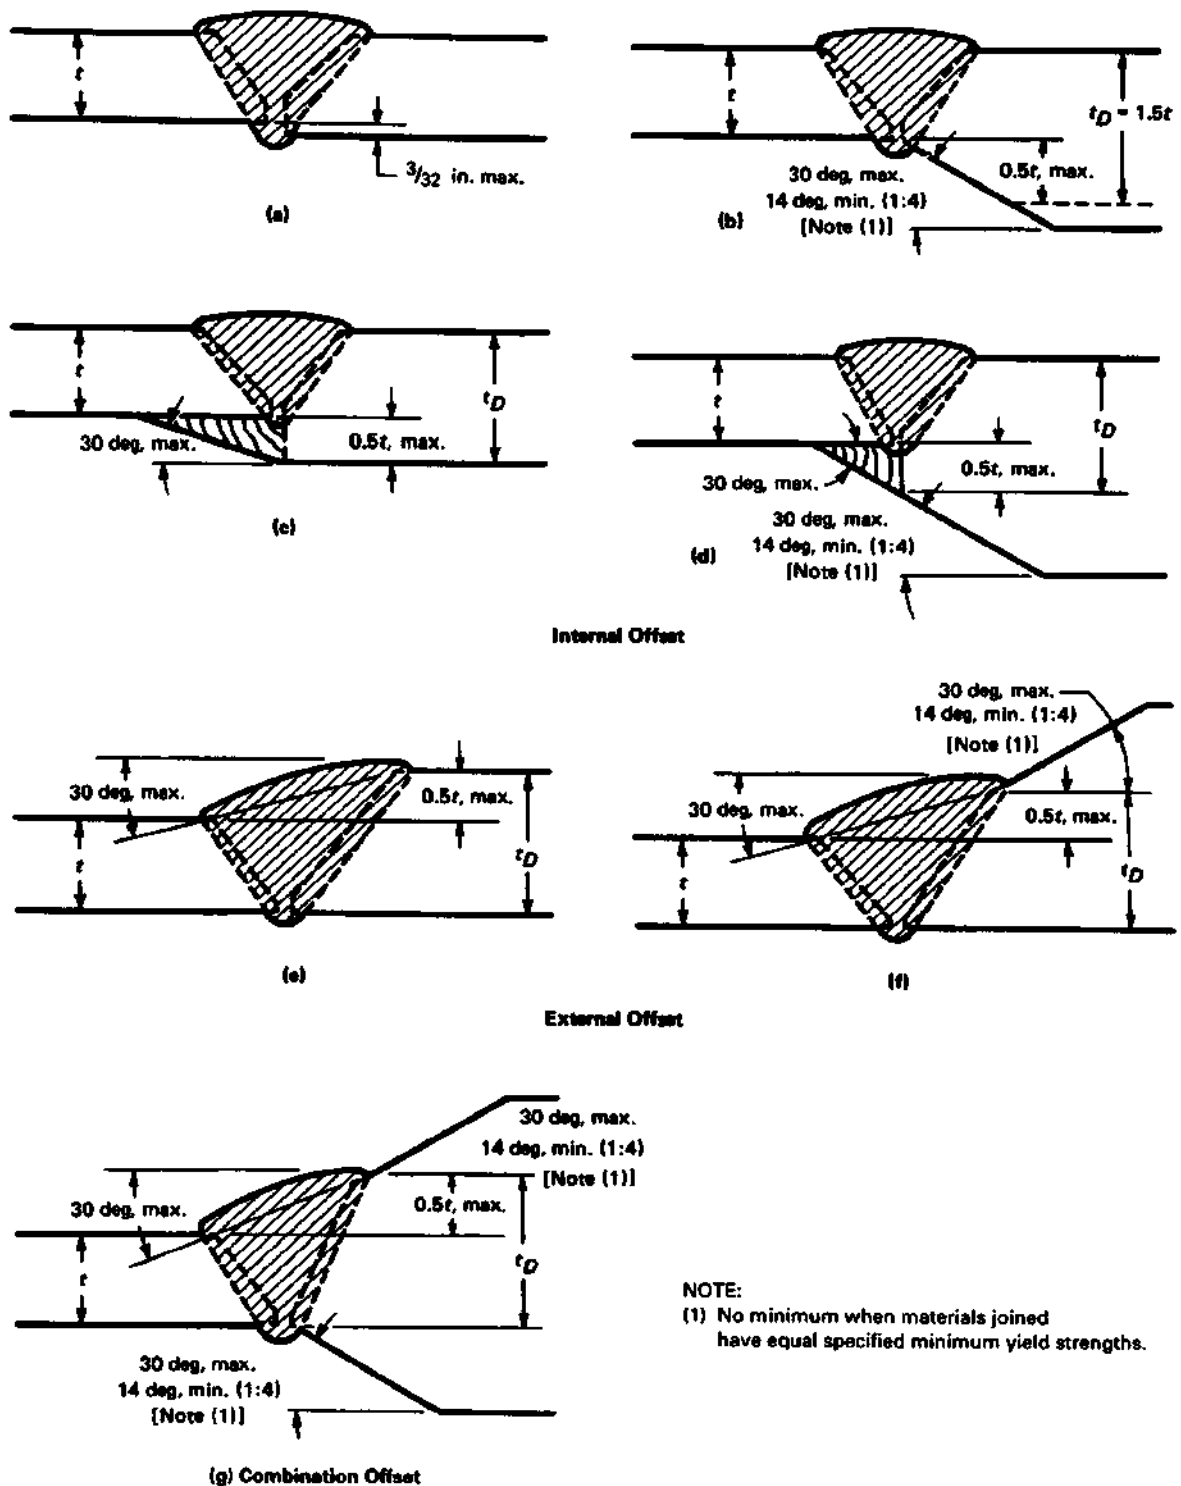 t
3/32 in. max.
(a)
t
tD = 1.5t
0.5t, max.
30 deg, max.
14 deg, min. (1:4)
[Note (1)]
(b)
t
tD
30 deg, max.
0.5t, max.
(c)
t
tD
0.5t, max.
30 deg, max.
30 deg, max.
14 deg, min. (1:4)
[Note (1)]
(d)
Internal Offset
30 deg, max.
0.5t, max.
t
tD
(e)
30 deg, max.
14 deg, min. (1:4)
[Note (1)]
30 deg, max.
0.5t, max.
t
tD
(f)
External Offset
30 deg, max.
14 deg, min. (1:4)
[Note (1)]
30 deg, max.
0.5t, max.
t
tD
30 deg, max.
14 deg, min. (1:4)
[Note (1)]
(g) Combination Offset
NOTE:
(1) No minimum when materials joined
have equal specified minimum yield strengths.